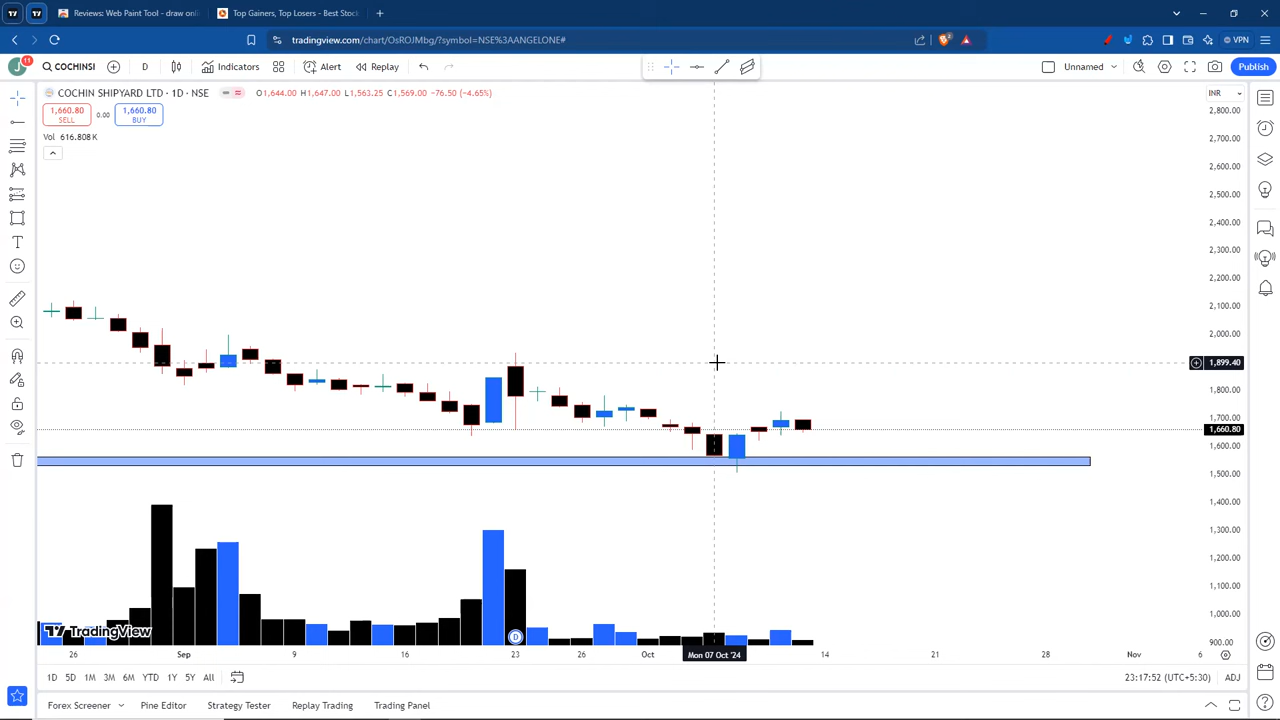 Reviews: Web Paint Tool - draw onli
Top Gainers, Top Losers - Best Stock
tradingview.com/chart/OsROJMbg/?symbol=NSE%3AANGELONE#
VPN
11
J
COCHINSI
D
Indicators
Alert
Replay
Unnamed
Publish
COCHIN SHIPYARD LTD · 1D · NSE
O1,644.00 H1,647.00 L1,563.25 C1,569.00 -76.50 (-4.65%)
INR
1,660.80
SELL
0.00
1,660.80
BUY
Vol 616.808 K
2,800.00
2,700.00
2,600.00
2,500.00
2,400.00
2,300.00
2,200.00
2,100.00
2,000.00
1,899.40
1,800.00
1,700.00
1,660.80
1,600.00
1,500.00
1,400.00
1,300.00
1,200.00
1,100.00
1,000.00
900.00
TradingView
D
26
Sep
9
16
23
26
Oct
Mon 07 Oct '24
14
21
28
Nov
6
1D 5D 1M 3M 6M YTD 1Y 5Y All
23:17:52 (UTC+5:30)
ADJ
Forex Screener
Pine Editor
Strategy Tester
Replay Trading
Trading Panel